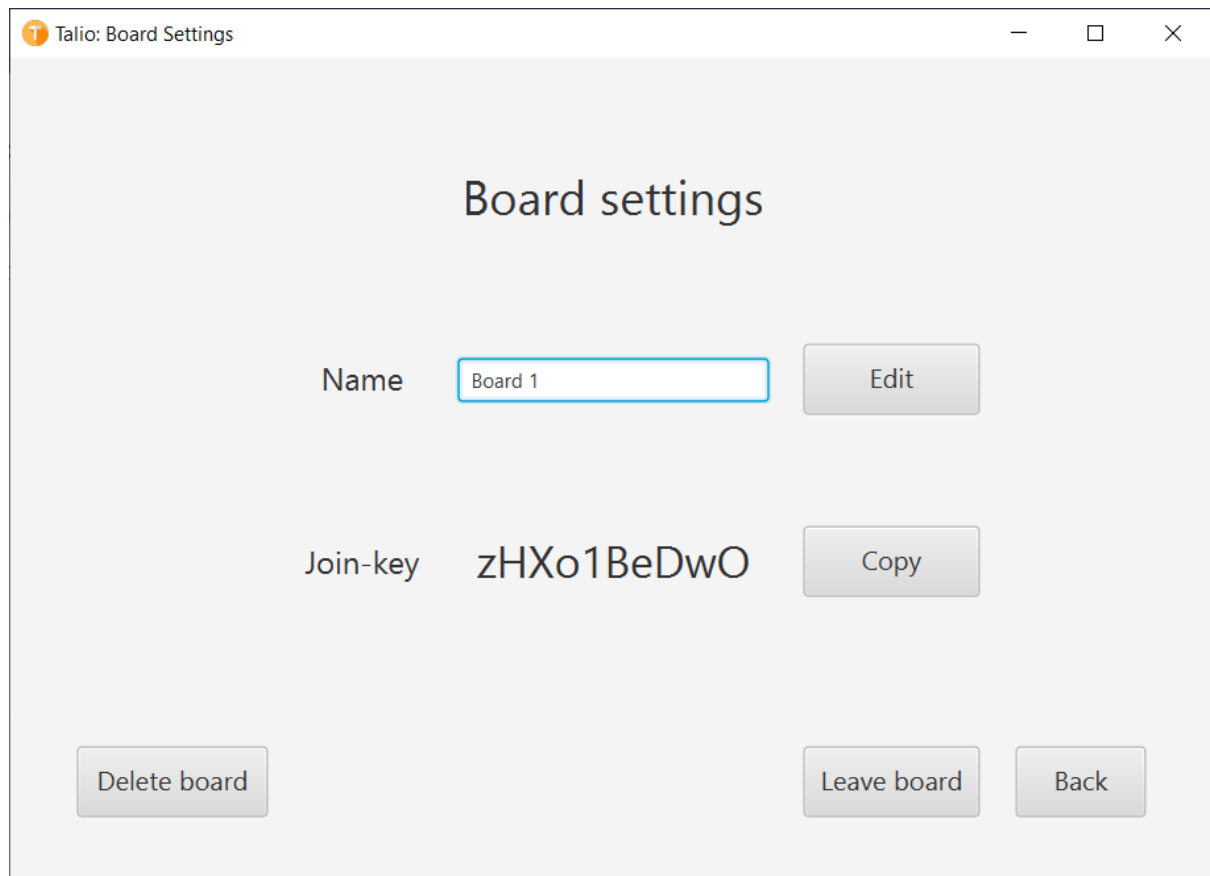 Talio: Board Settings
Board settings
Name
Board 1
Edit
Join-key
zHXo1BeDwO
Copy
Delete board
Leave board
Back